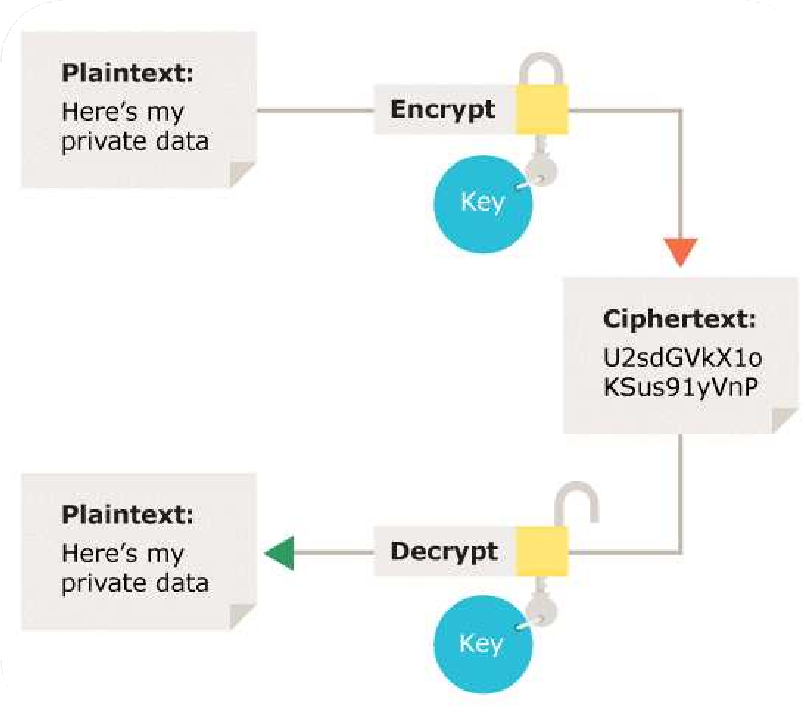 Plaintext:
Here's my
private data
Encrypt
Key
Ciphertext:
U2sdGVkX1o
KSus91yVnP
Decrypt
Key
Plaintext:
Here's my
private data